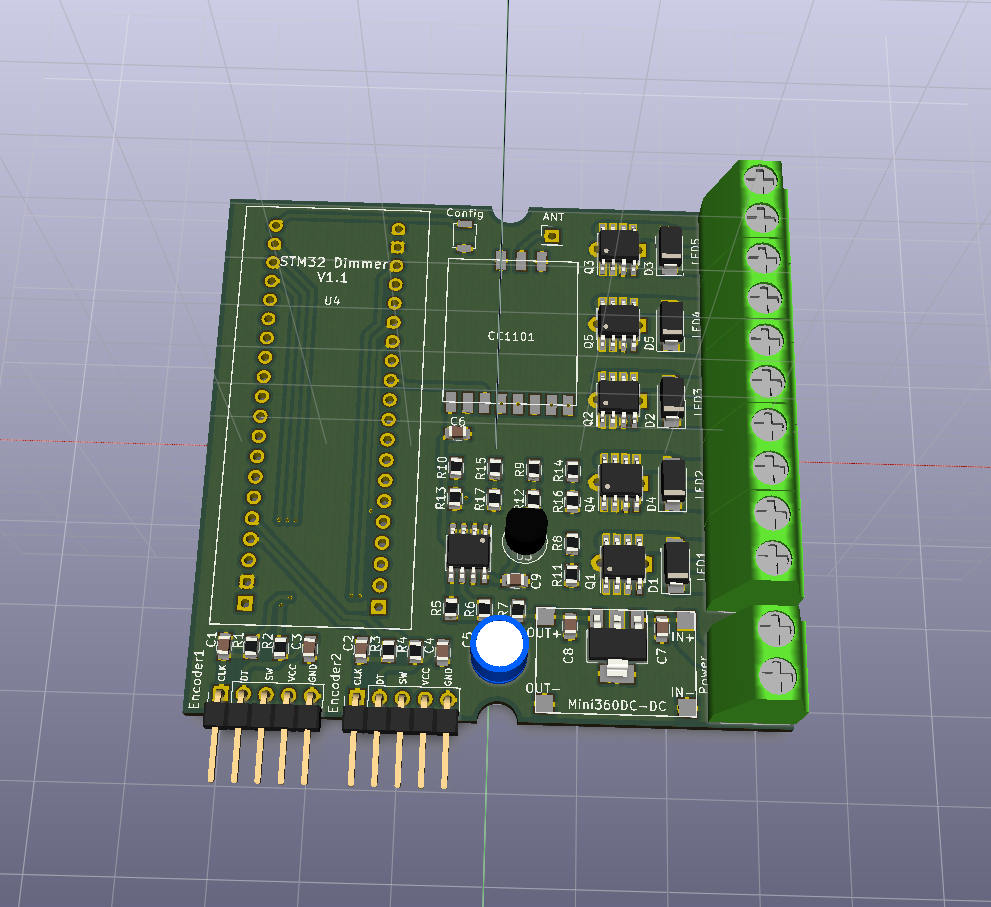 Config
ANT
STM32 Dimmer
V1.1
U4
Q3
D3
LED5
CC1101
Q5
D5
LED4
Q2
D2
LED3
C6
R10
R15
R9
R14
Q4
D4
LED2
R13
R17
R12
R16
R8
R11
Q1
D1
LED1
C9
R5
R6
R7
C1
R1
R2
C3
C2
R3
R4
C4
C5
OUT+
C8
C7
IN+
Encoder1
CLK
DT
SW
VCC
GND
Encoder2
CLK
DT
SW
VCC
GND
OUT-
IN-
Mini360DC-DC
Power